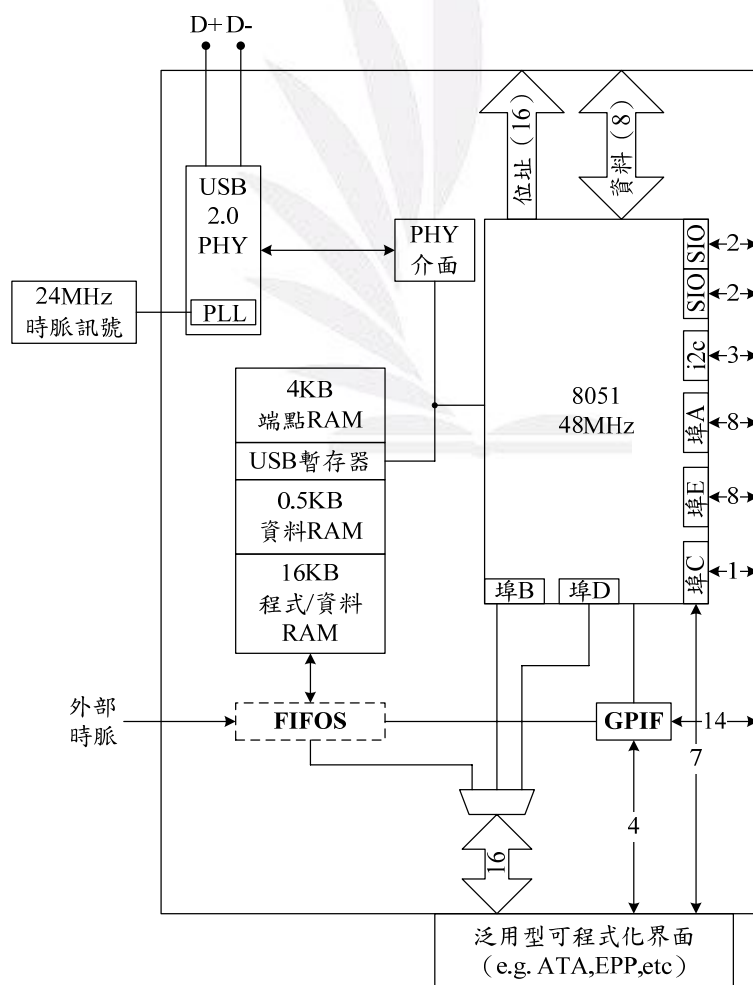 D+ D-
位址（16）
資料（8）
USB
2.0
PHY
PLL
PHY
介面
24MHz
時脈訊號
4KB
端點RAM
USB暫存器
0.5KB
資料RAM
16KB
程式/資料
RAM
8051
48MHz
SIO
2
SIO
2
i2c
3
埠A
8
埠E
8
埠C
1
埠B
埠D
外部
時脈
FIFOS
GPIF
14
7
4
16
泛用型可程式化界面
（e.g. ATA,EPP,etc）